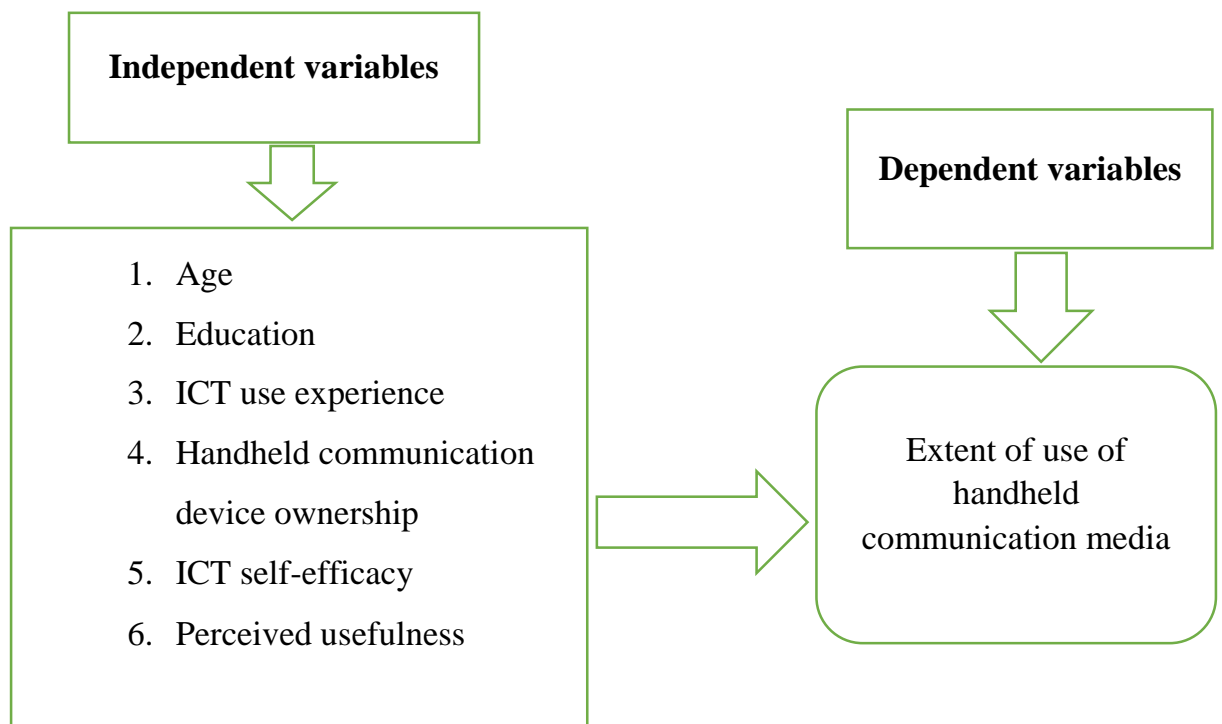 Independent variables
Dependent variables
1. Age
2. Education
3. ICT use experience
4. Handheld communication
device ownership
5. ICT self-efficacy
6. Perceived usefulness
Extent of use of
handheld
communication media